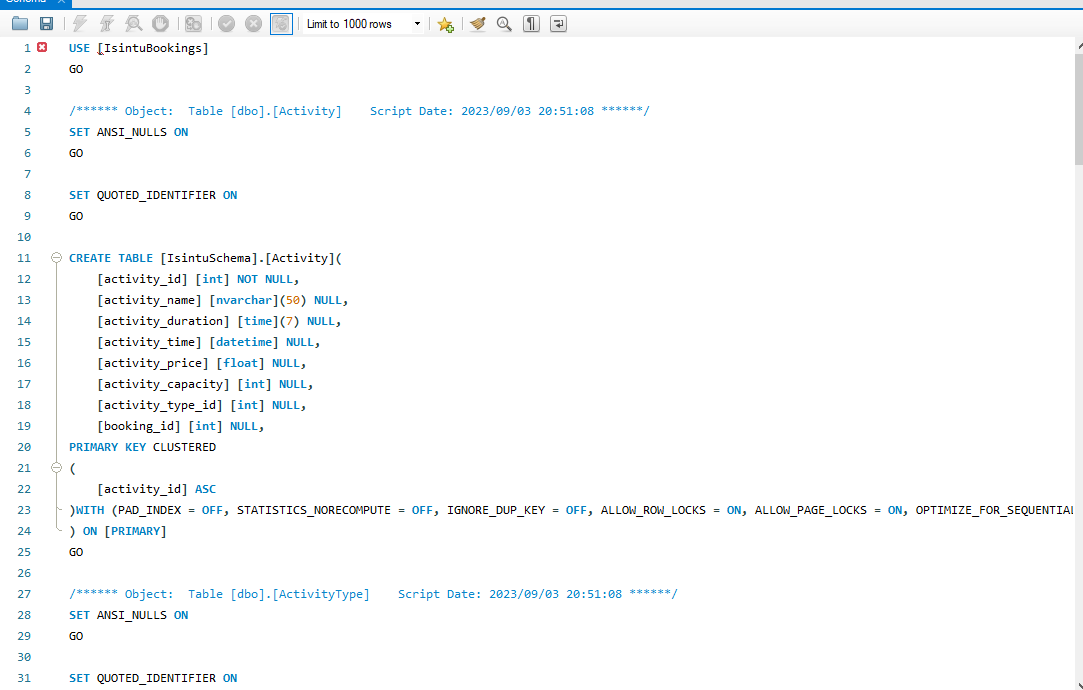 Schema
Limit to 1000 rows
1 USE [IsintuBookings]
2 GO
3
4 /****** Object:  Table [dbo].[Activity]    Script Date: 2023/09/03 20:51:08 ******/
5 SET ANSI_NULLS ON
6 GO
7
8 SET QUOTED_IDENTIFIER ON
9 GO
10
11 CREATE TABLE [IsintuSchema].[Activity](
12     [activity_id] [int] NOT NULL,
13     [activity_name] [nvarchar](50) NULL,
14     [activity_duration] [time](7) NULL,
15     [activity_time] [datetime] NULL,
16     [activity_price] [float] NULL,
17     [activity_capacity] [int] NULL,
18     [activity_type_id] [int] NULL,
19     [booking_id] [int] NULL,
20 PRIMARY KEY CLUSTERED
21 (
22     [activity_id] ASC
23 )WITH (PAD_INDEX = OFF, STATISTICS_NORECOMPUTE = OFF, IGNORE_DUP_KEY = OFF, ALLOW_ROW_LOCKS = ON, ALLOW_PAGE_LOCKS = ON, OPTIMIZE_FOR_SEQUENTIAL
24 ) ON [PRIMARY]
25 GO
26
27 /****** Object:  Table [dbo].[ActivityType]    Script Date: 2023/09/03 20:51:08 ******/
28 SET ANSI_NULLS ON
29 GO
30
31 SET QUOTED_IDENTIFIER ON